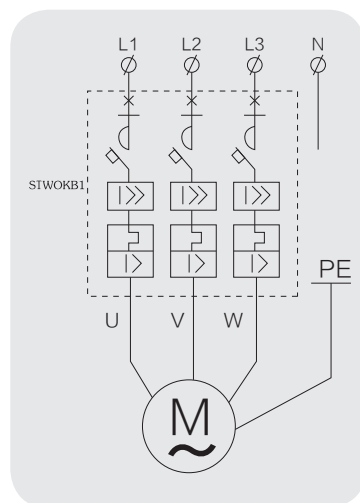 L1 L2 L3 N
SIWOKB1
I>> I>> I>>
I> I> I>
PE
U V W
M
~